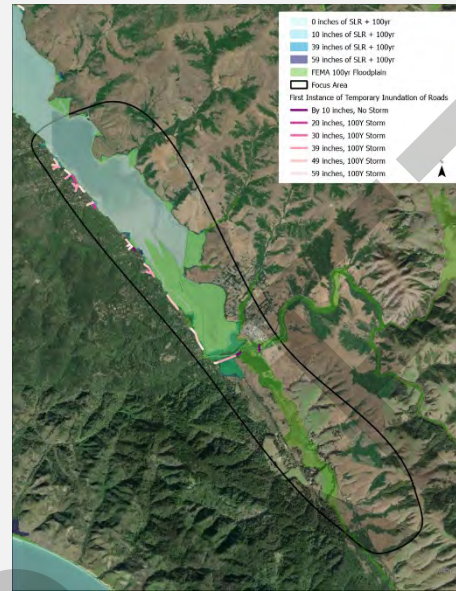 0 inches of SLR + 100yr
10 inches of SLR + 100yr
39 inches of SLR + 100yr
59 inches of SLR + 100yr
FEMA 100yr Floodplain
Focus Area
First Instance of Temporary Inundation of Roads
By 10 inches, No Storm
20 inches, 100Y Storm
30 inches, 100Y Storm
39 inches, 100Y Storm
49 inches, 100Y Storm
59 inches, 100Y Storm